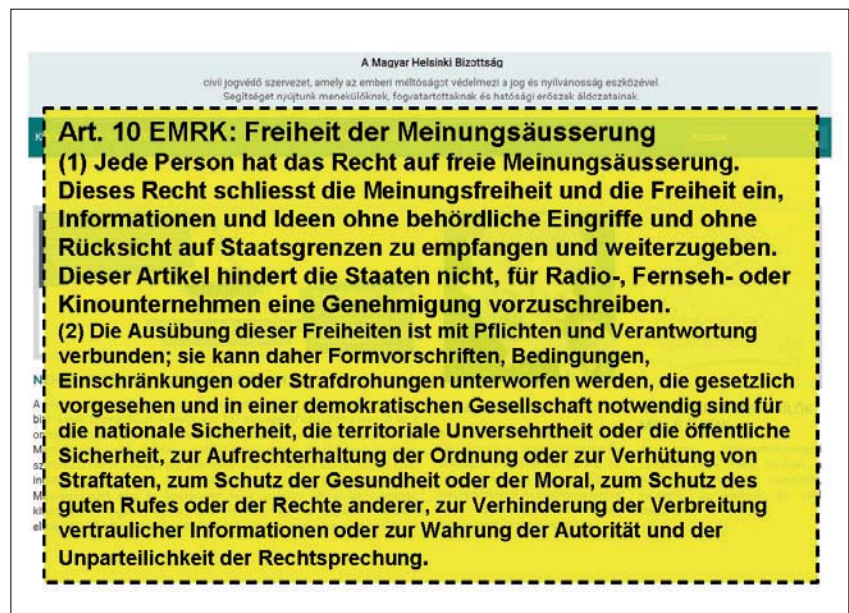 A Magyar Helsinki Bizottság
civil jogvédő szervezet, amely az emberi méltóságot védelmezi a jog és nyilvánosság eszközével.
Segítséget nyújtunk menekülőknek, fogvatartottaknak és hatósági erőszak áldozatainak.
Art. 10 EMRK: Freiheit der Meinungsäusserung
(1) Jede Person hat das Recht auf freie Meinungsäusserung.
Dieses Recht schliesst die Meinungsfreiheit und die Freiheit ein,
Informationen und Ideen ohne behördliche Eingriffe und ohne
Rücksicht auf Staatsgrenzen zu empfangen und weiterzugeben.
Dieser Artikel hindert die Staaten nicht, für Radio-, Fernseh- oder
Kinounternehmen eine Genehmigung vorzuschreiben.
(2) Die Ausübung dieser Freiheiten ist mit Pflichten und Verantwortung
verbunden; sie kann daher Formvorschriften, Bedingungen,
Einschränkungen oder Strafdrohungen unterworfen werden, die gesetzlich
vorgesehen und in einer demokratischen Gesellschaft notwendig sind für
die nationale Sicherheit, die territoriale Unversehrtheit oder die öffentliche
Sicherheit, zur Aufrechterhaltung der Ordnung oder zur Verhütung von
Straftaten, zum Schutz der Gesundheit oder der Moral, zum Schutz des
guten Rufes oder der Rechte anderer, zur Verhinderung der Verbreitung
vertraulicher Informationen oder zur Wahrung der Autorität und der
Unparteilichkeit der Rechtsprechung.